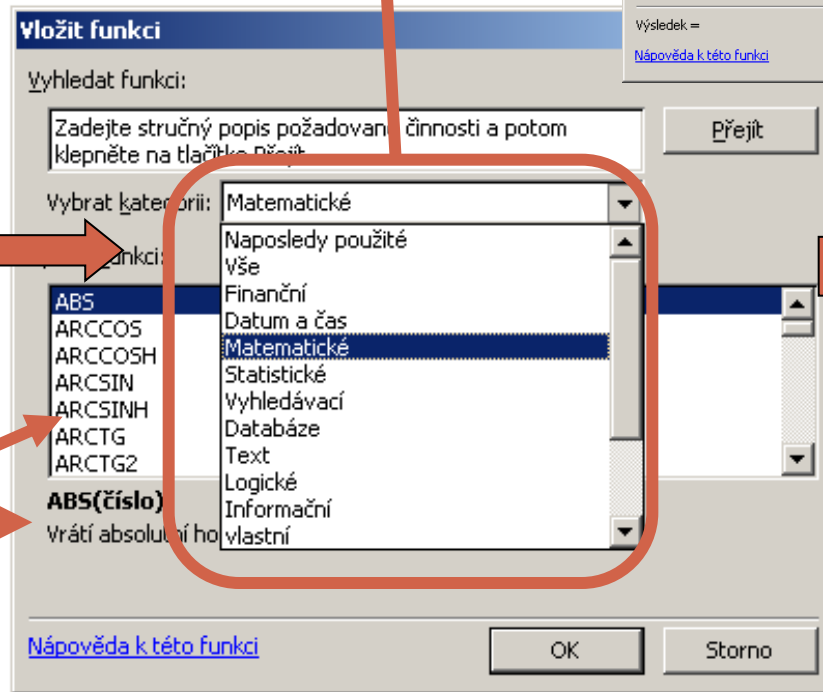 Výsledek =
Nápověda k této funkci
Vložit funkci
Vyhledat funkci:
Zadejte stručný popis požadované činnosti a potom
klepněte na tlačítko Přejít
Přejít
Vybrat kategorii: Matematické
Naposledy použité
Vše
Finanční
Datum a čas
Matematické
Statistické
Vyhledávací
Databáze
Text
Logické
Informační
vlastní
funkci:
ABS
ARCCOS
ARCCOSH
ARCSIN
ARCSINH
ARCTG
ARCTG2
ABS(číslo)
Vrátí absolutní ho
Nápověda k této funkci
OK
Storno